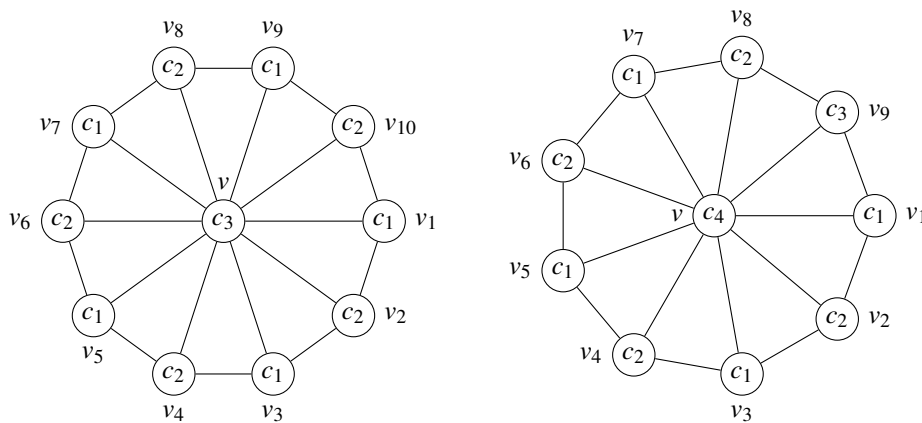 v₈ v₉
c₂ c₁
v₇ c₁ c₂ v₁₀
v
v₆ c₂ c₃ c₁ v₁
c₁ c₂ v₂
v₅
c₂ c₁
v₄ v₃
v₈
v₇
c₂
c₁
c₃ v₉
v₆
c₂
v c₄ c₁ v₁
v₅ c₁
c₂ v₂
v₄ c₂
c₁
v₃